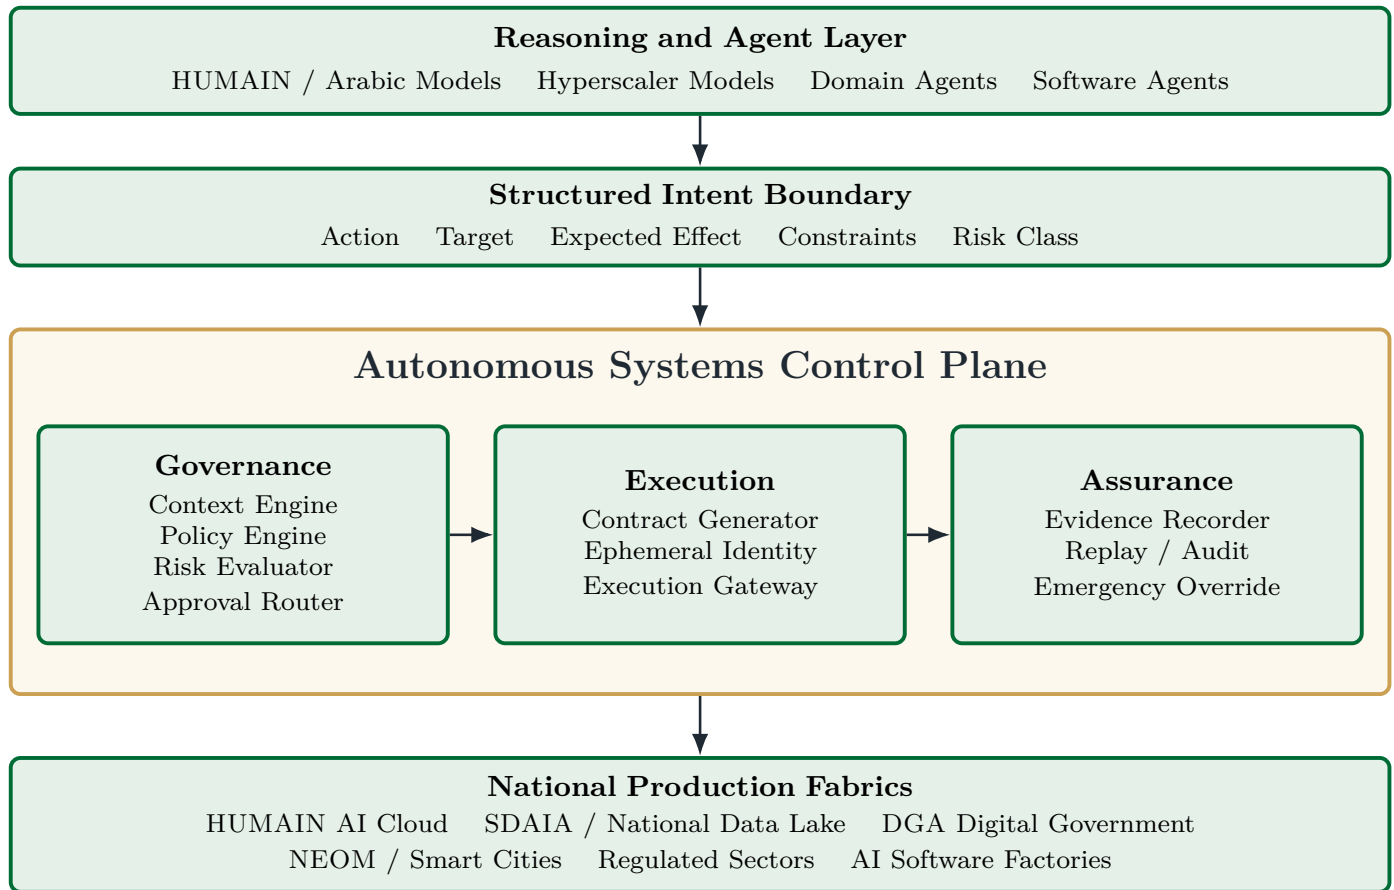 Reasoning and Agent Layer
HUMAIN / Arabic Models Hyperscaler Models Domain Agents Software Agents
Structured Intent Boundary
Action Target Expected Effect Constraints Risk Class
Autonomous Systems Control Plane
Governance
Context Engine
Policy Engine
Risk Evaluator
Approval Router
Execution
Contract Generator
Ephemeral Identity
Execution Gateway
Assurance
Evidence Recorder
Replay / Audit
Emergency Override
National Production Fabrics
HUMAIN AI Cloud SDAIA / National Data Lake DGA Digital Government
NEOM / Smart Cities Regulated Sectors AI Software Factories